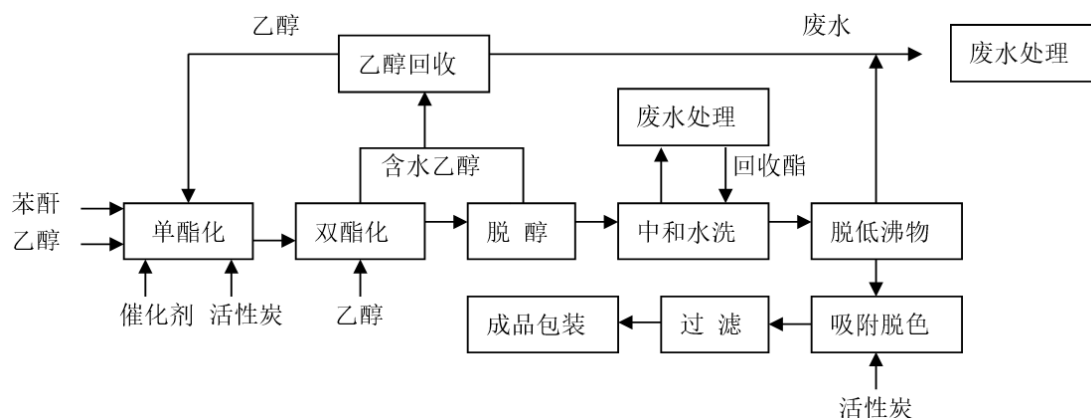 乙醇
废水
乙醇回收
废水处理
废水处理
含水乙醇
回收酯
苯酐
乙醇
单酯化
双酯化
脱 醇
中和水洗
脱低沸物
催化剂
活性炭
乙醇
成品包装
过 滤
吸附脱色
活性炭